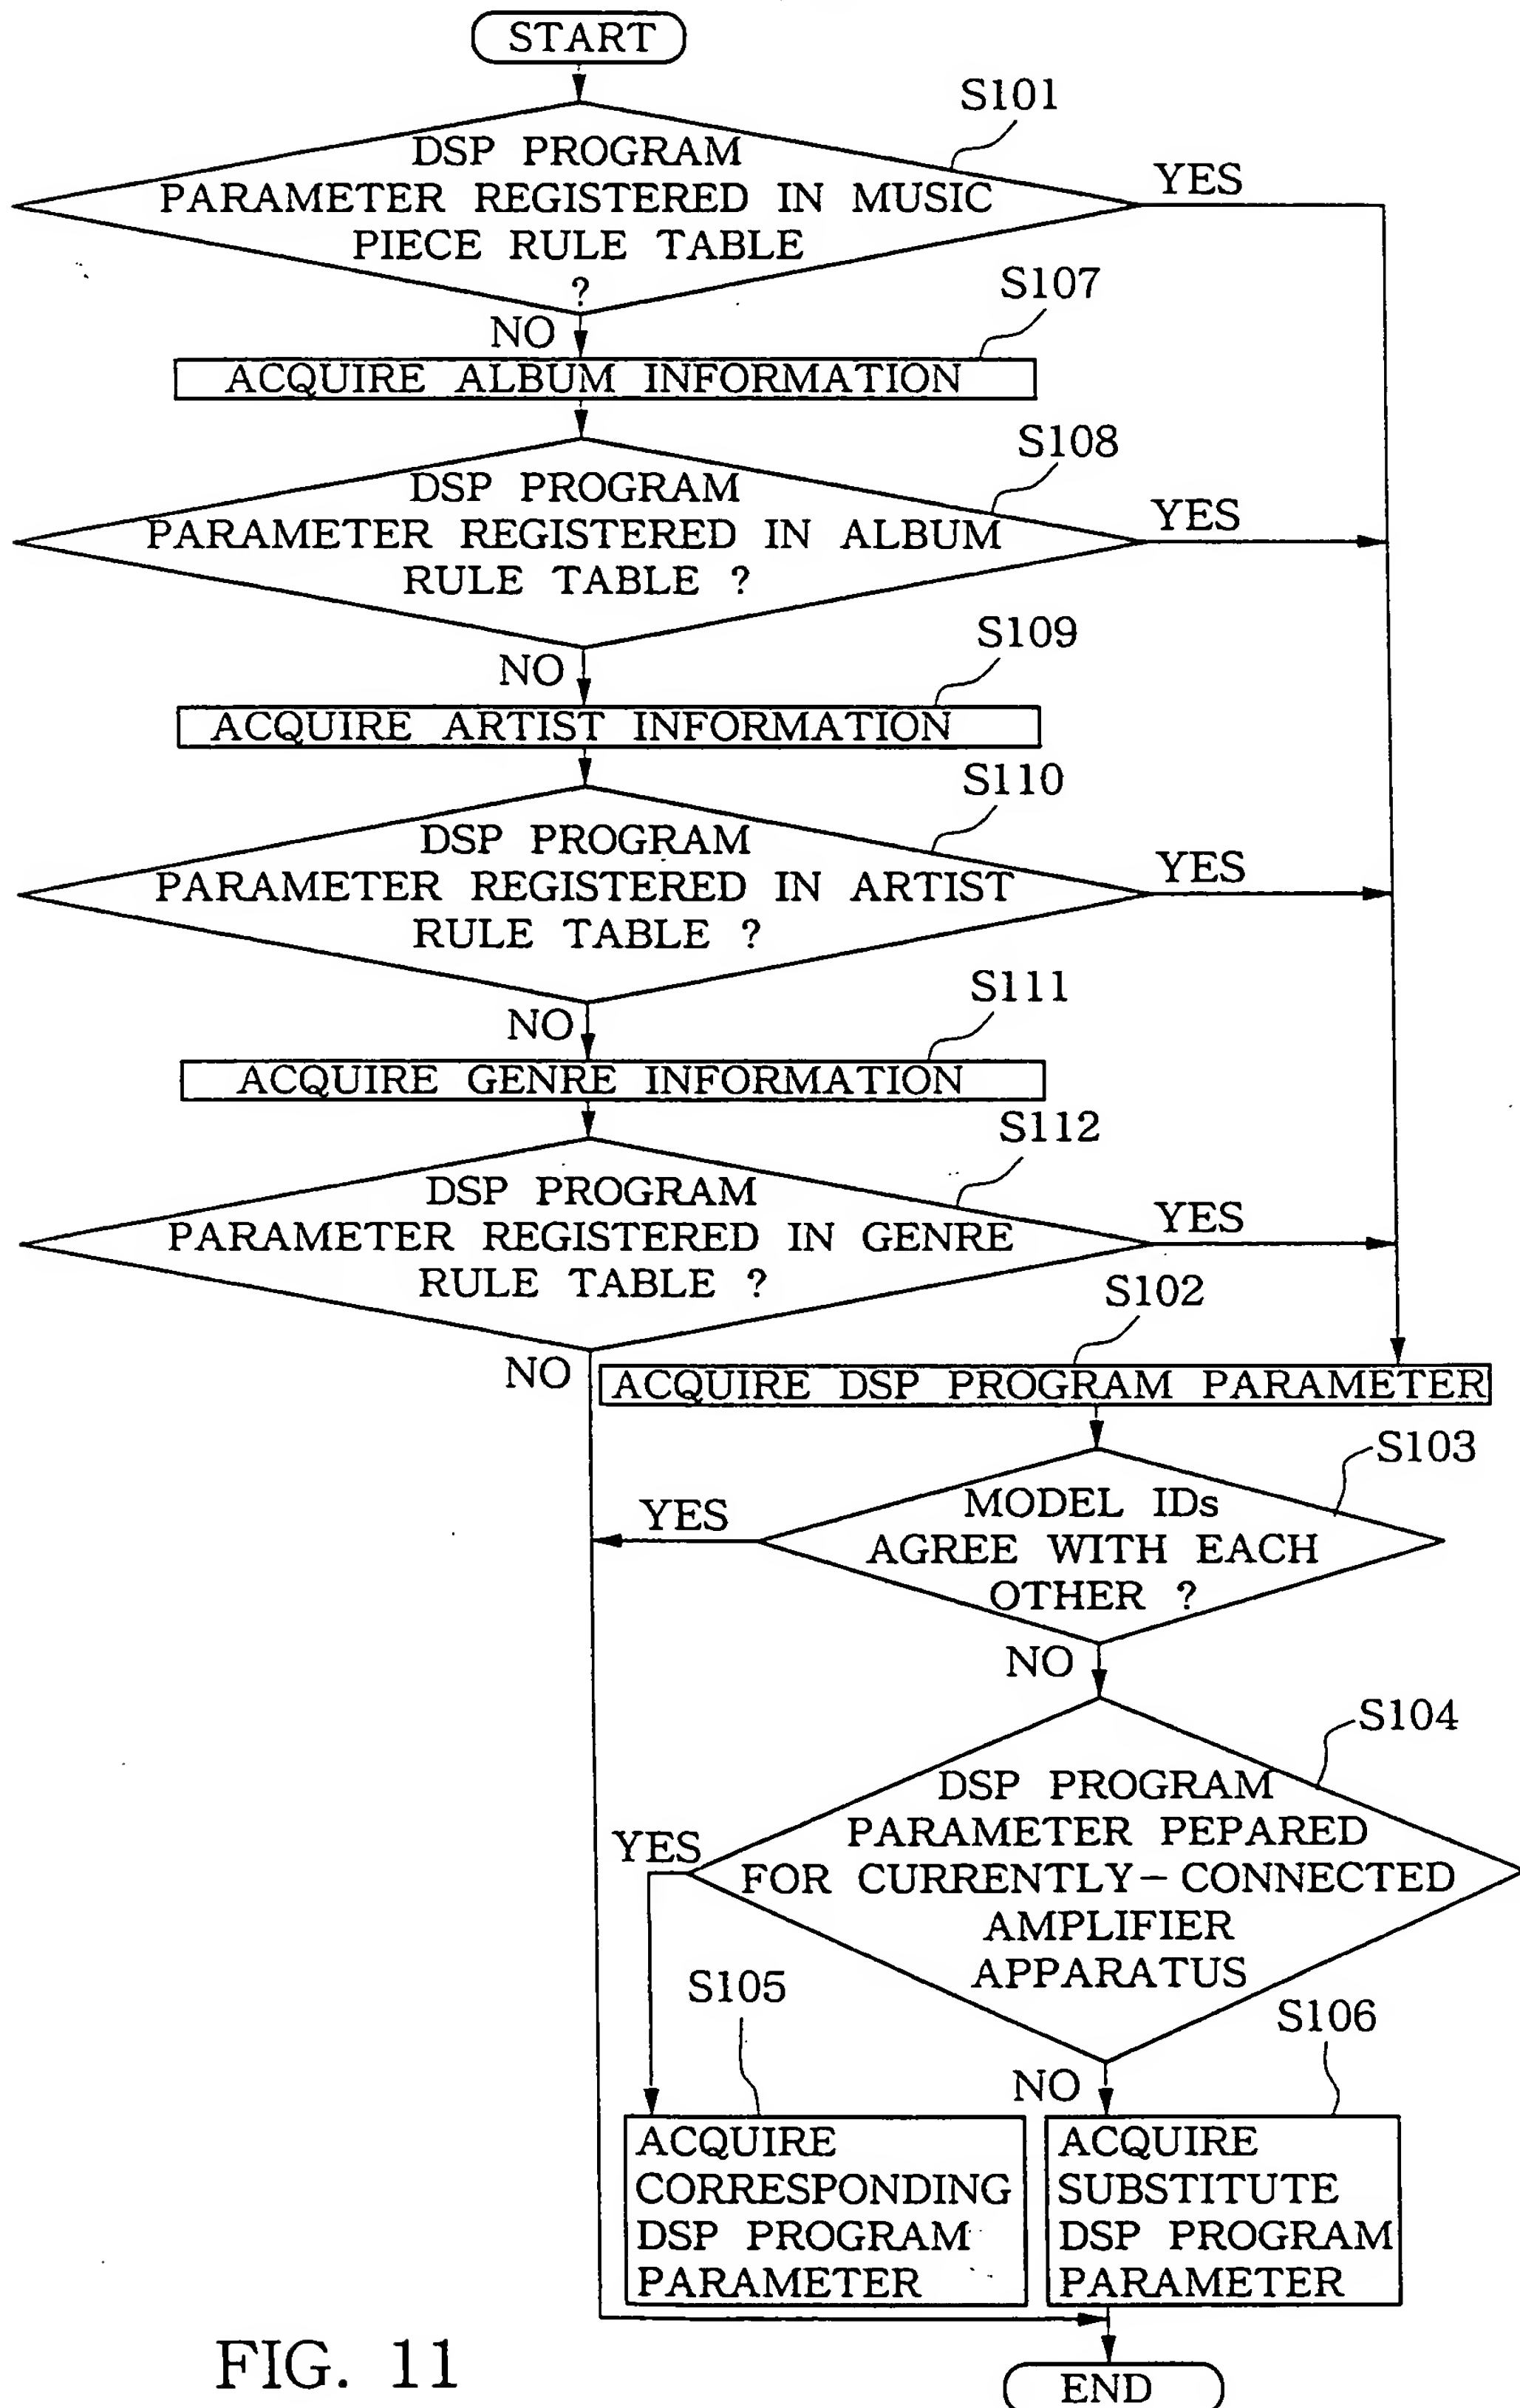 START
S101
DSP PROGRAM
PARAMETER REGISTERED IN MUSIC
PIECE RULE TABLE
?
YES
NO
S107
ACQUIRE ALBUM INFORMATION
S108
DSP PROGRAM
PARAMETER REGISTERED IN ALBUM
RULE TABLE ?
YES
NO
S109
ACQUIRE ARTIST INFORMATION
S110
DSP PROGRAM
PARAMETER REGISTERED IN ARTIST
RULE TABLE ?
YES
NO
S111
ACQUIRE GENRE INFORMATION
S112
DSP PROGRAM
PARAMETER REGISTERED IN GENRE
RULE TABLE ?
YES
NO
S102
ACQUIRE DSP PROGRAM PARAMETER
S103
MODEL IDs
AGREE WITH EACH
OTHER ?
YES
NO
S104
DSP PROGRAM
PARAMETER PEPARED
FOR CURRENTLY-CONNECTED
AMPLIFIER
APPARATUS
YES
NO
S105
ACQUIRE
CORRESPONDING
DSP PROGRAM
PARAMETER
S106
ACQUIRE
SUBSTITUTE
DSP PROGRAM
PARAMETER
END
FIG. 11